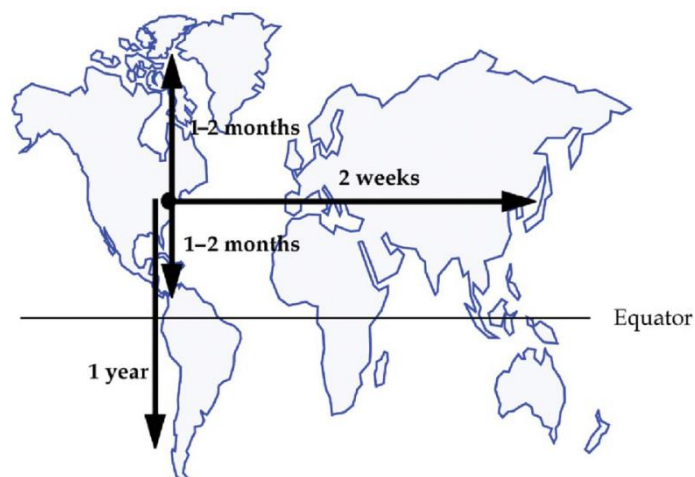 1–2 months
2 weeks
1–2 months
Equator
1 year